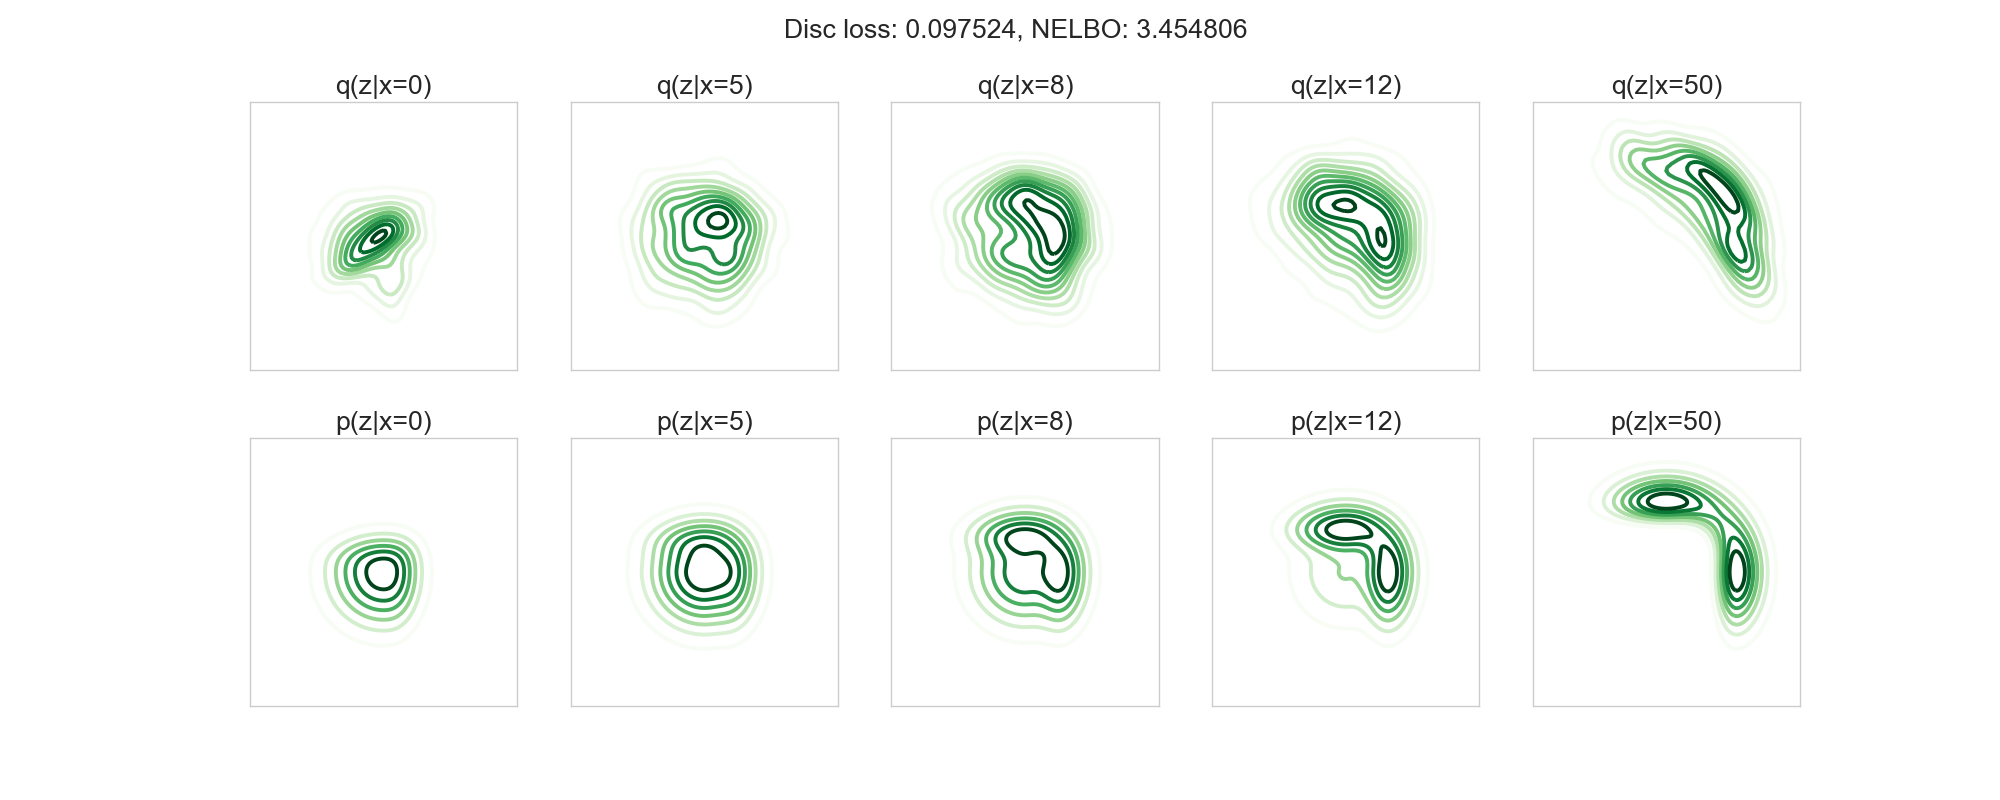 Disc loss: 0.097524, NELBO: 3.454806
q(z|x=0) q(z|x=5) q(z|x=8) q(z|x=12) q(z|x=50)
p(z|x=0) p(z|x=5) p(z|x=8) p(z|x=12) p(z|x=50)